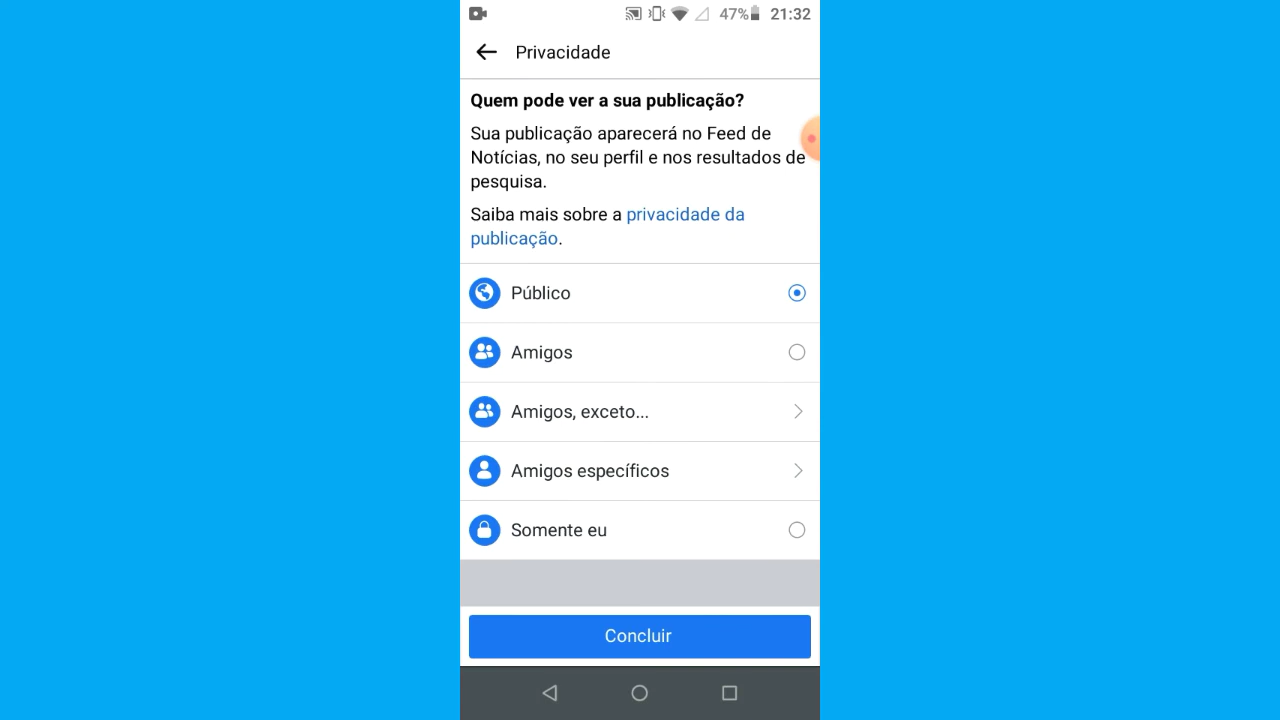 47% 21:32
Privacidade
Quem pode ver a sua publicação?
Sua publicação aparecerá no Feed de
Notícias, no seu perfil e nos resultados de
pesquisa.
Saiba mais sobre a privacidade da
publicação.
Público
Amigos
Amigos, exceto...
Amigos específicos
Somente eu
Concluir